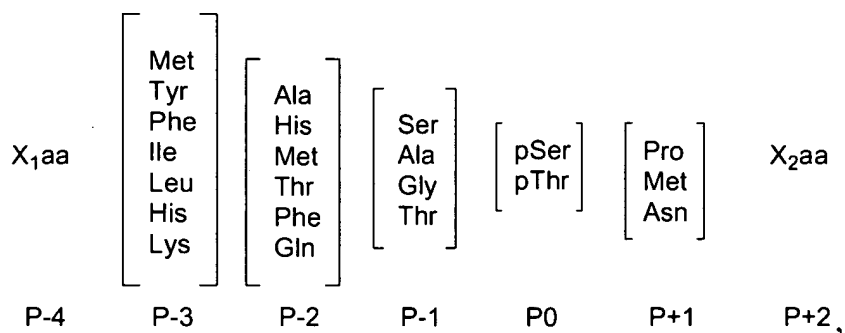 Met
Tyr
Phe
Ile
Leu
His
Lys
Ala
His
Met
Thr
Phe
Gln
Ser
Ala
Gly
Thr
pSer
pThr
Pro
Met
Asn
X₁aa
X₂aa
P-4 P-3 P-2 P-1 P0 P+1 P+2,